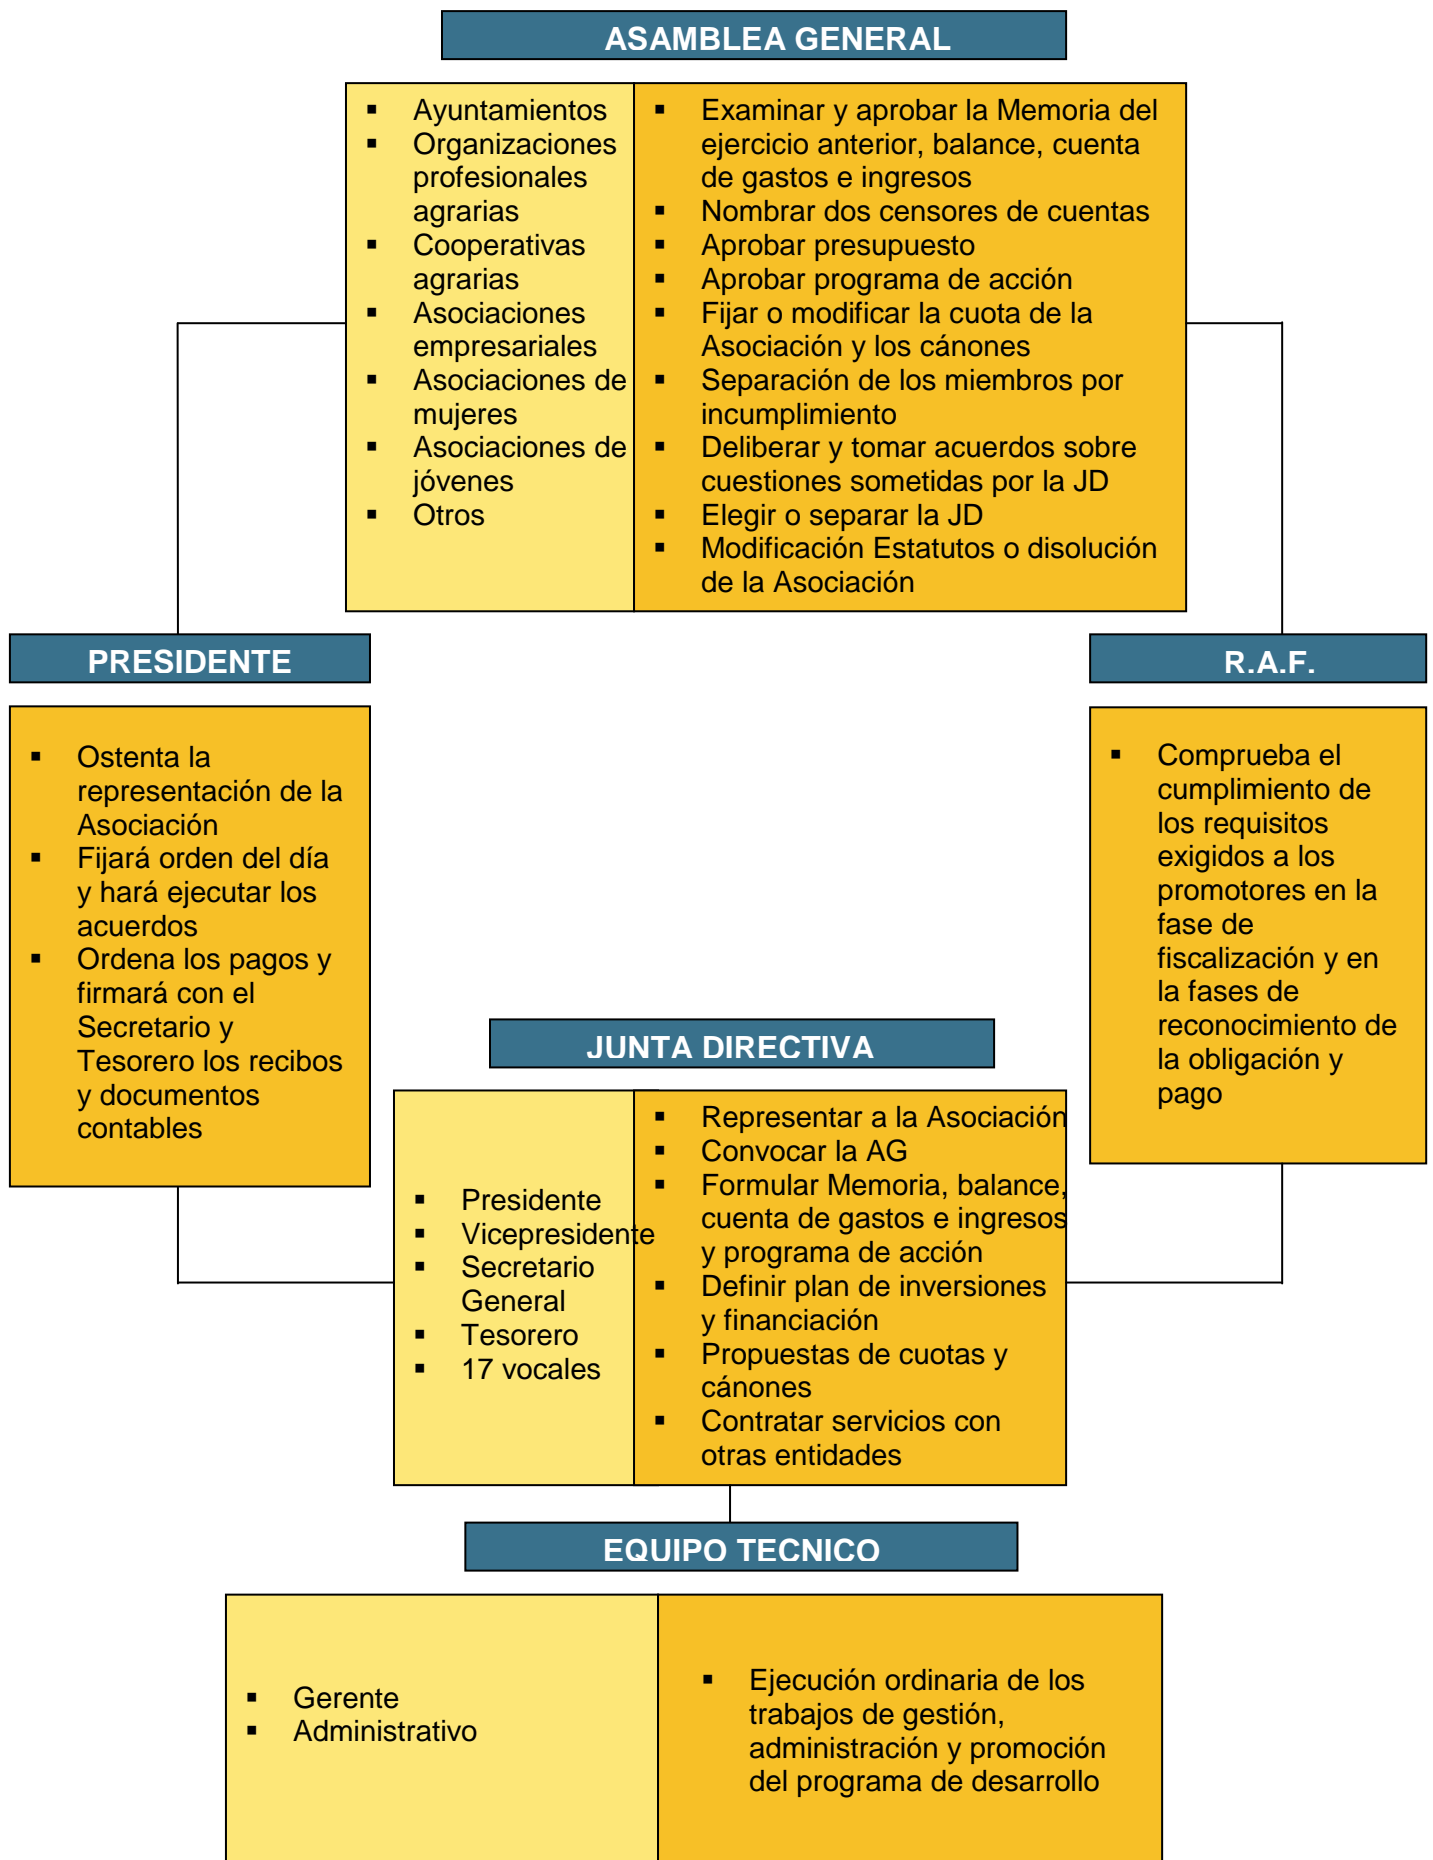 ASAMBLEA GENERAL
▪ Ayuntamientos
▪ Organizaciones
profesionales
agrarias
▪ Cooperativas
agrarias
▪ Asociaciones
empresariales
▪ Asociaciones de
mujeres
▪ Asociaciones de
jóvenes
▪ Otros
▪ Examinar y aprobar la Memoria del
ejercicio anterior, balance, cuenta
de gastos e ingresos
▪ Nombrar dos censores de cuentas
▪ Aprobar presupuesto
▪ Aprobar programa de acción
▪ Fijar o modificar la cuota de la
Asociación y los cánones
▪ Separación de los miembros por
incumplimiento
▪ Deliberar y tomar acuerdos sobre
cuestiones sometidas por la JD
▪ Elegir o separar la JD
▪ Modificación Estatutos o disolución
de la Asociación
PRESIDENTE
▪ Ostenta la
representación de la
Asociación
▪ Fijará orden del día
y hará ejecutar los
acuerdos
▪ Ordena los pagos y
firmará con el
Secretario y
Tesorero los recibos
y documentos
contables
R.A.F.
▪ Comprueba el
cumplimiento de
los requisitos
exigidos a los
promotores en la
fase de
fiscalización y en
la fases de
reconocimiento de
la obligación y
pago
JUNTA DIRECTIVA
▪ Presidente
▪ Vicepresidente
▪ Secretario
General
▪ Tesorero
▪ 17 vocales
▪ Representar a la Asociación
▪ Convocar la AG
▪ Formular Memoria, balance,
cuenta de gastos e ingresos
y programa de acción
▪ Definir plan de inversiones
y financiación
▪ Propuestas de cuotas y
cánones
▪ Contratar servicios con
otras entidades
EQUIPO TECNICO
▪ Gerente
▪ Administrativo
▪ Ejecución ordinaria de los
trabajos de gestión,
administración y promoción
del programa de desarrollo